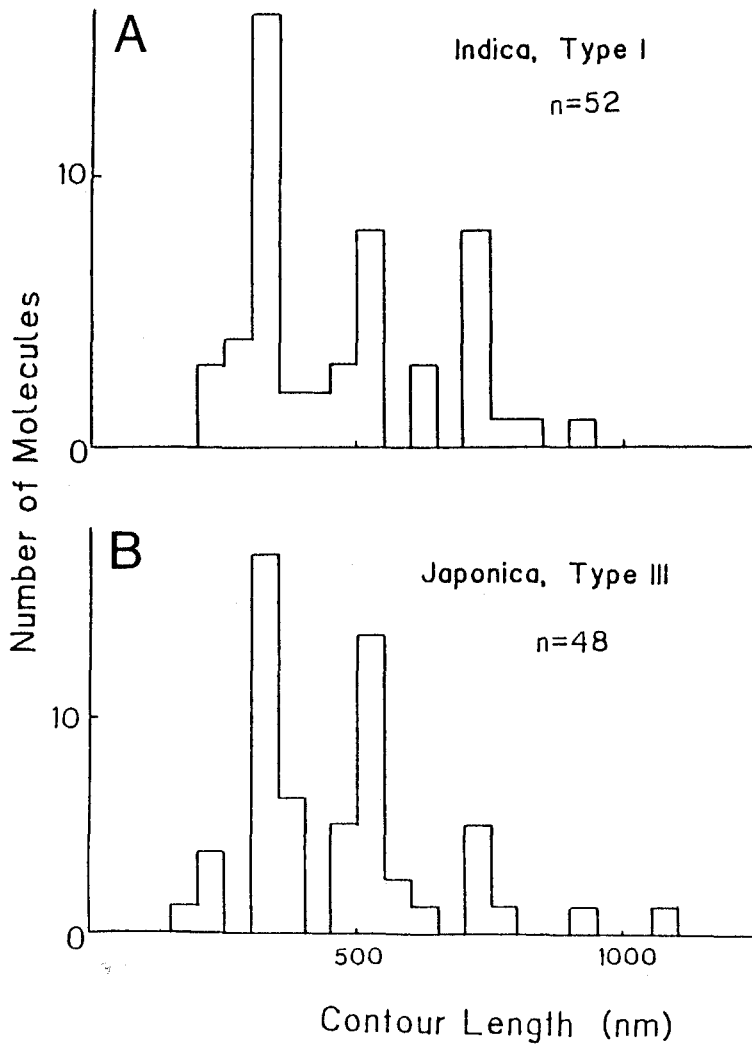 A
Indica, Type I
n=52
10
0
Number of Molecules
B
Japonica, Type III
n=48
10
0
500
1000
Contour Length (nm)